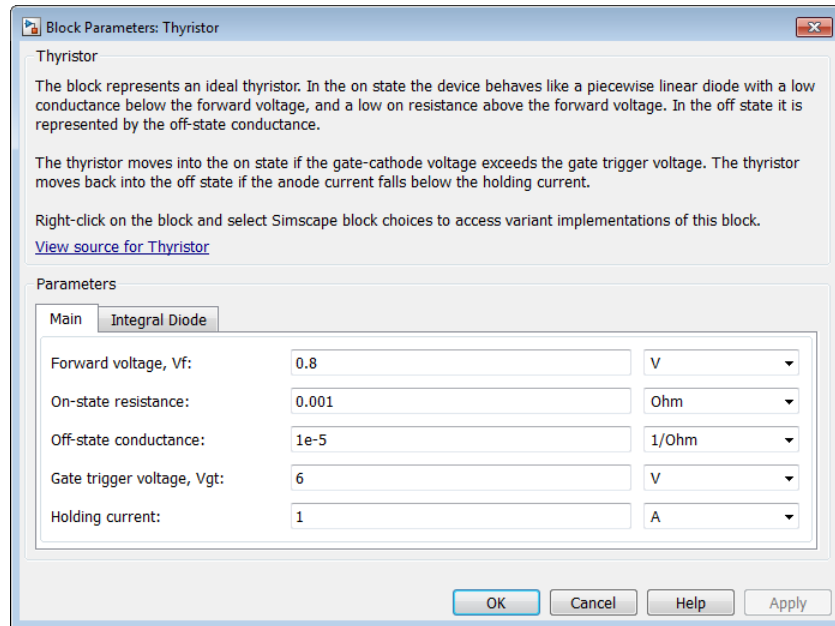 Block Parameters: Thyristor
Thyristor
The block represents an ideal thyristor. In the on state the device behaves like a piecewise linear diode with a low
conductance below the forward voltage, and a low on resistance above the forward voltage. In the off state it is
represented by the off-state conductance.
The thyristor moves into the on state if the gate-cathode voltage exceeds the gate trigger voltage. The thyristor
moves back into the off state if the anode current falls below the holding current.
Right-click on the block and select Simscape block choices to access variant implementations of this block.
View source for Thyristor
Parameters
Main Integral Diode
Forward voltage, Vf: 0.8 V
On-state resistance: 0.001 Ohm
Off-state conductance: 1e-5 1/Ohm
Gate trigger voltage, Vgt: 6 V
Holding current: 1 A
OK Cancel Help Apply